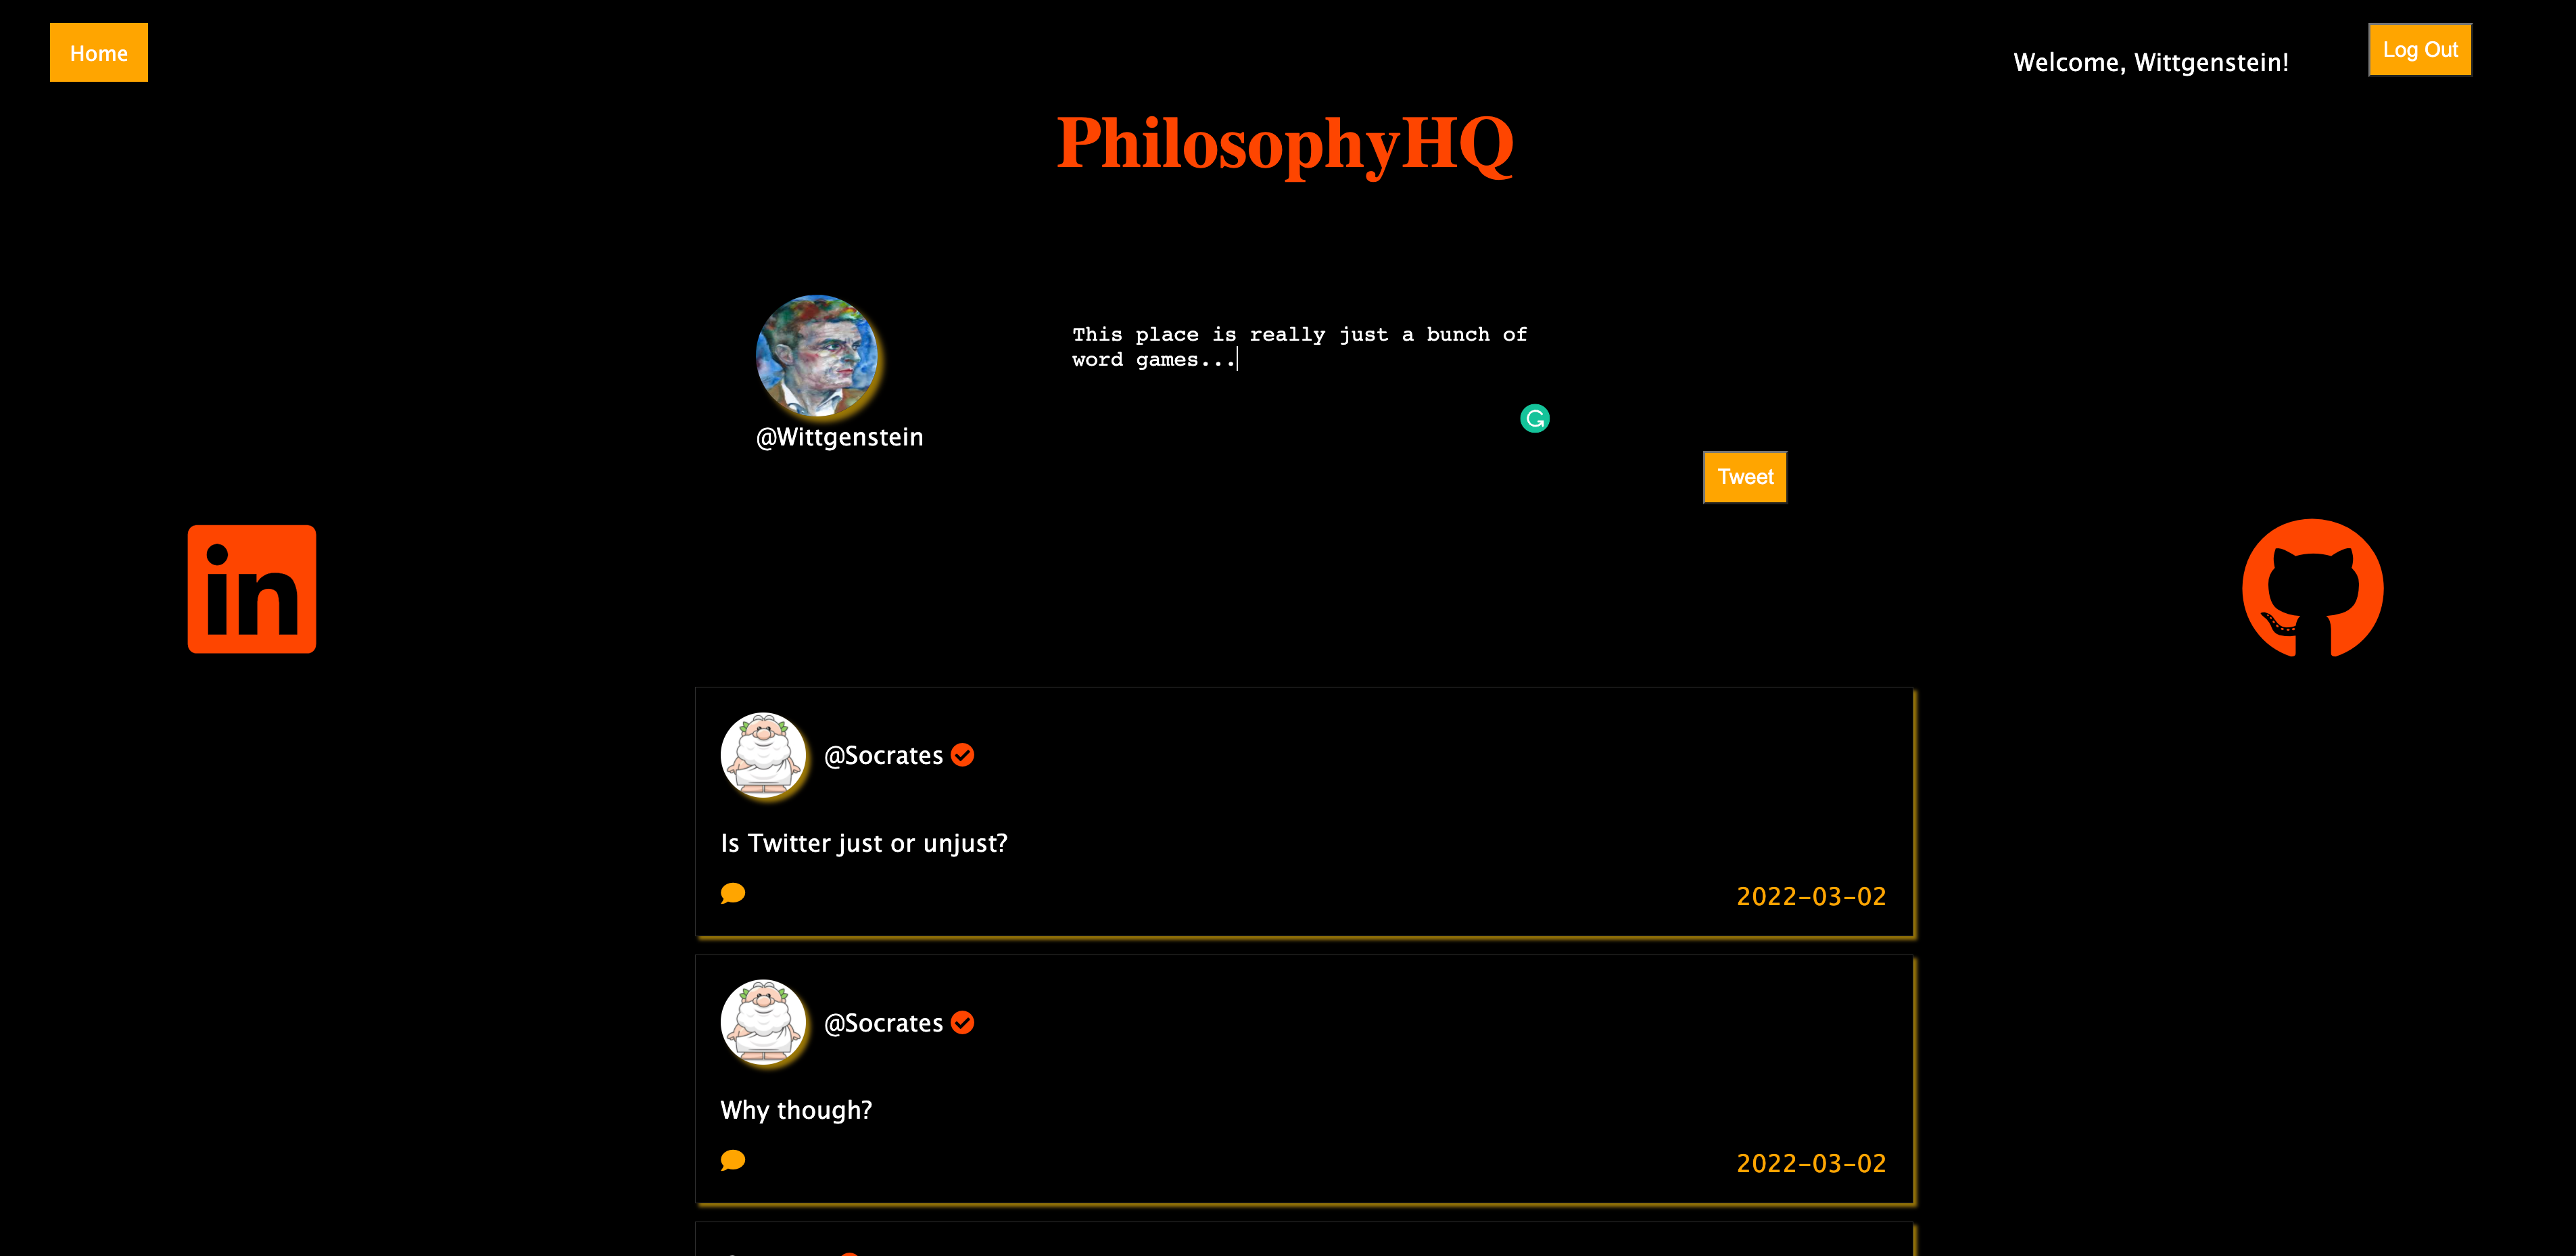 Home
Welcome, Wittgenstein!
Log Out
PhilosophyHQ
This place is really just a bunch of
word games...
@Wittgenstein
Tweet
in
@Socrates
Is Twitter just or unjust?
2022-03-02
@Socrates
Why though?
2022-03-02